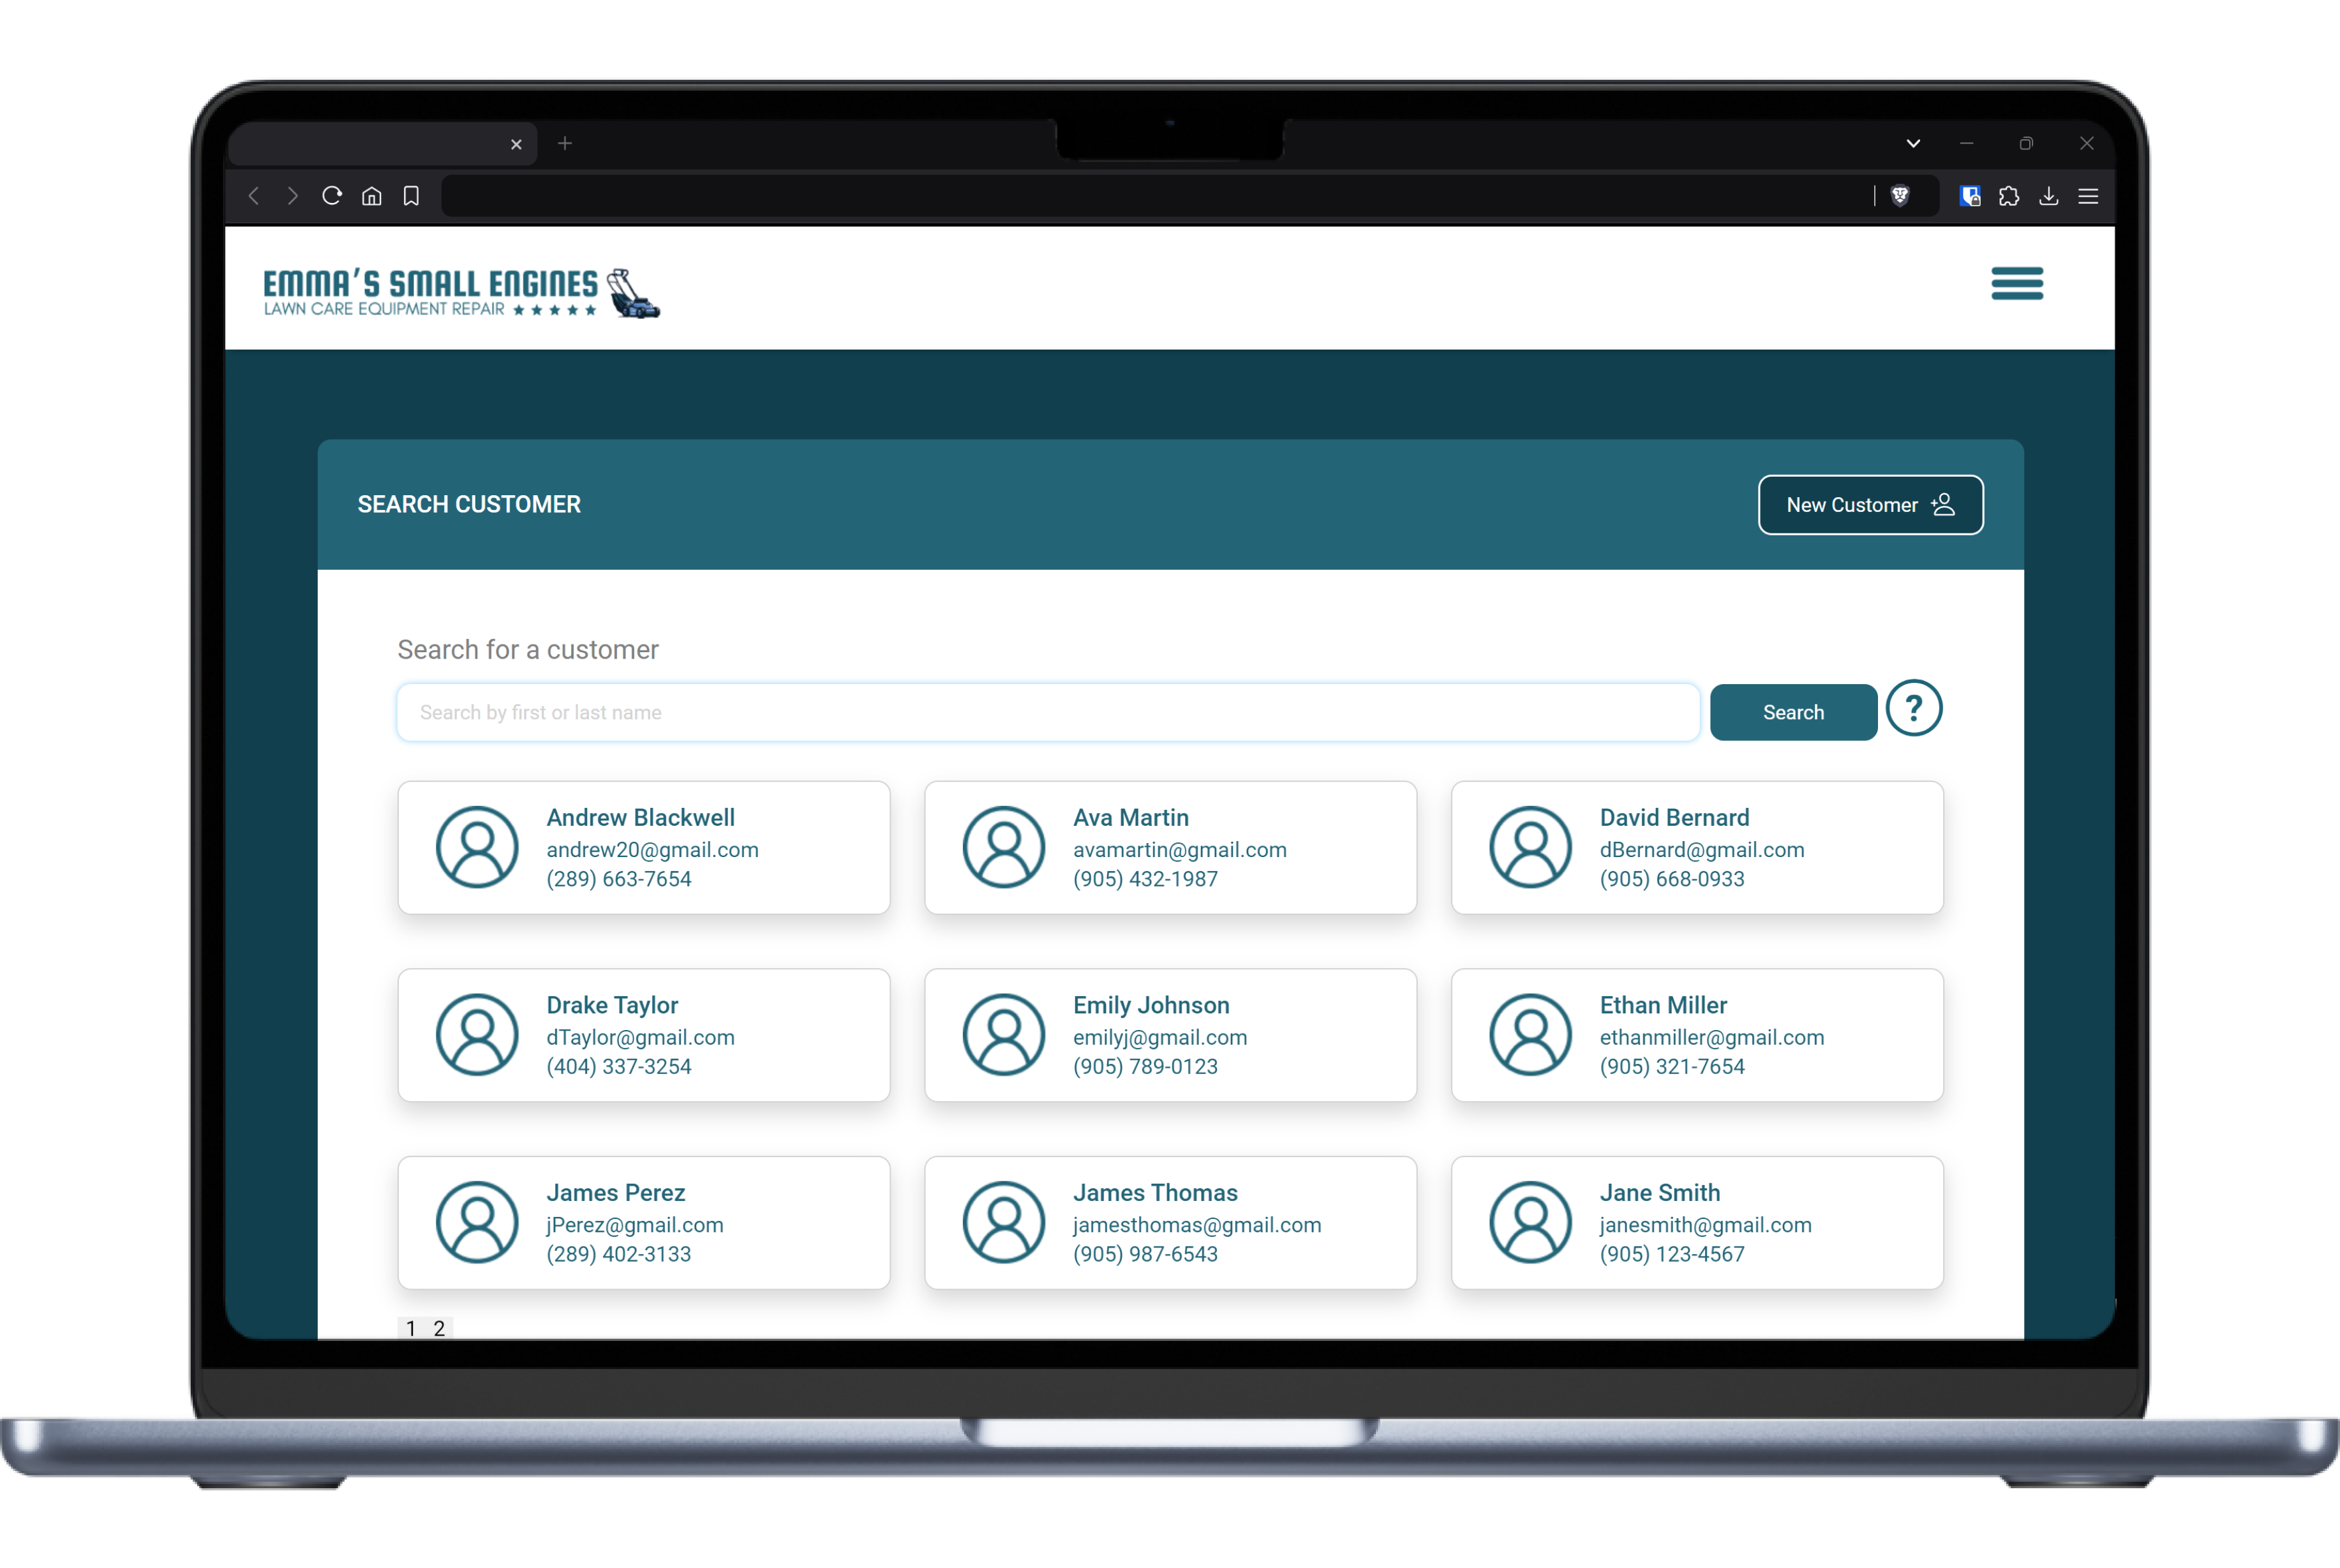 EMMA'S SMALL ENGINES
LAWN CARE EQUIPMENT REPAIR ★★★★★
SEARCH CUSTOMER
New Customer
Search for a customer
Search by first or last name
Search
?
Andrew Blackwell
andrew20@gmail.com
(289) 663-7654
Ava Martin
avamartin@gmail.com
(905) 432-1987
David Bernard
dBernard@gmail.com
(905) 668-0933
Drake Taylor
dTaylor@gmail.com
(404) 337-3254
Emily Johnson
emilyj@gmail.com
(905) 789-0123
Ethan Miller
ethanmiller@gmail.com
(905) 321-7654
James Perez
jPerez@gmail.com
(289) 402-3133
James Thomas
jamesthomas@gmail.com
(905) 987-6543
Jane Smith
janesmith@gmail.com
(905) 123-4567
1 2